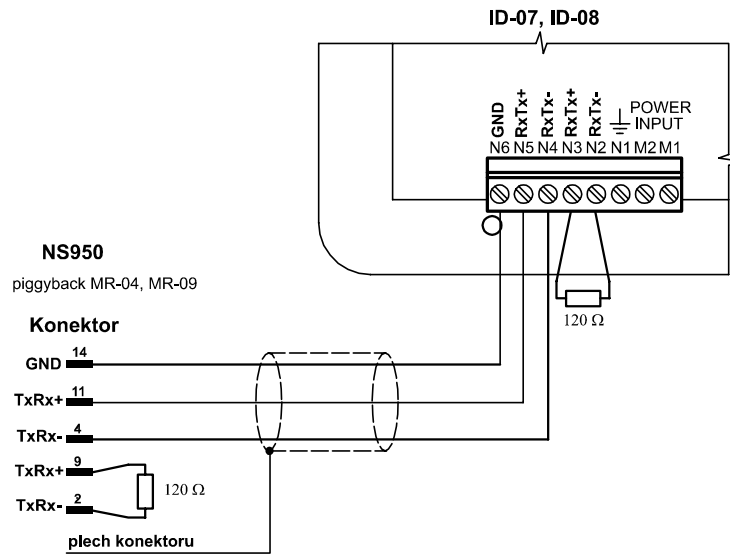 ID-07, ID-08
GND RxTx+ RxTx- RxTx+ RxTx- POWER INPUT
N6 N5 N4 N3 N2 N1 M2 M1
120 Ω
NS950
piggyback MR-04, MR-09
Konektor
GND 14
TxRx+ 11
TxRx- 4
TxRx+ 9
TxRx- 2
120 Ω
plech konektoru